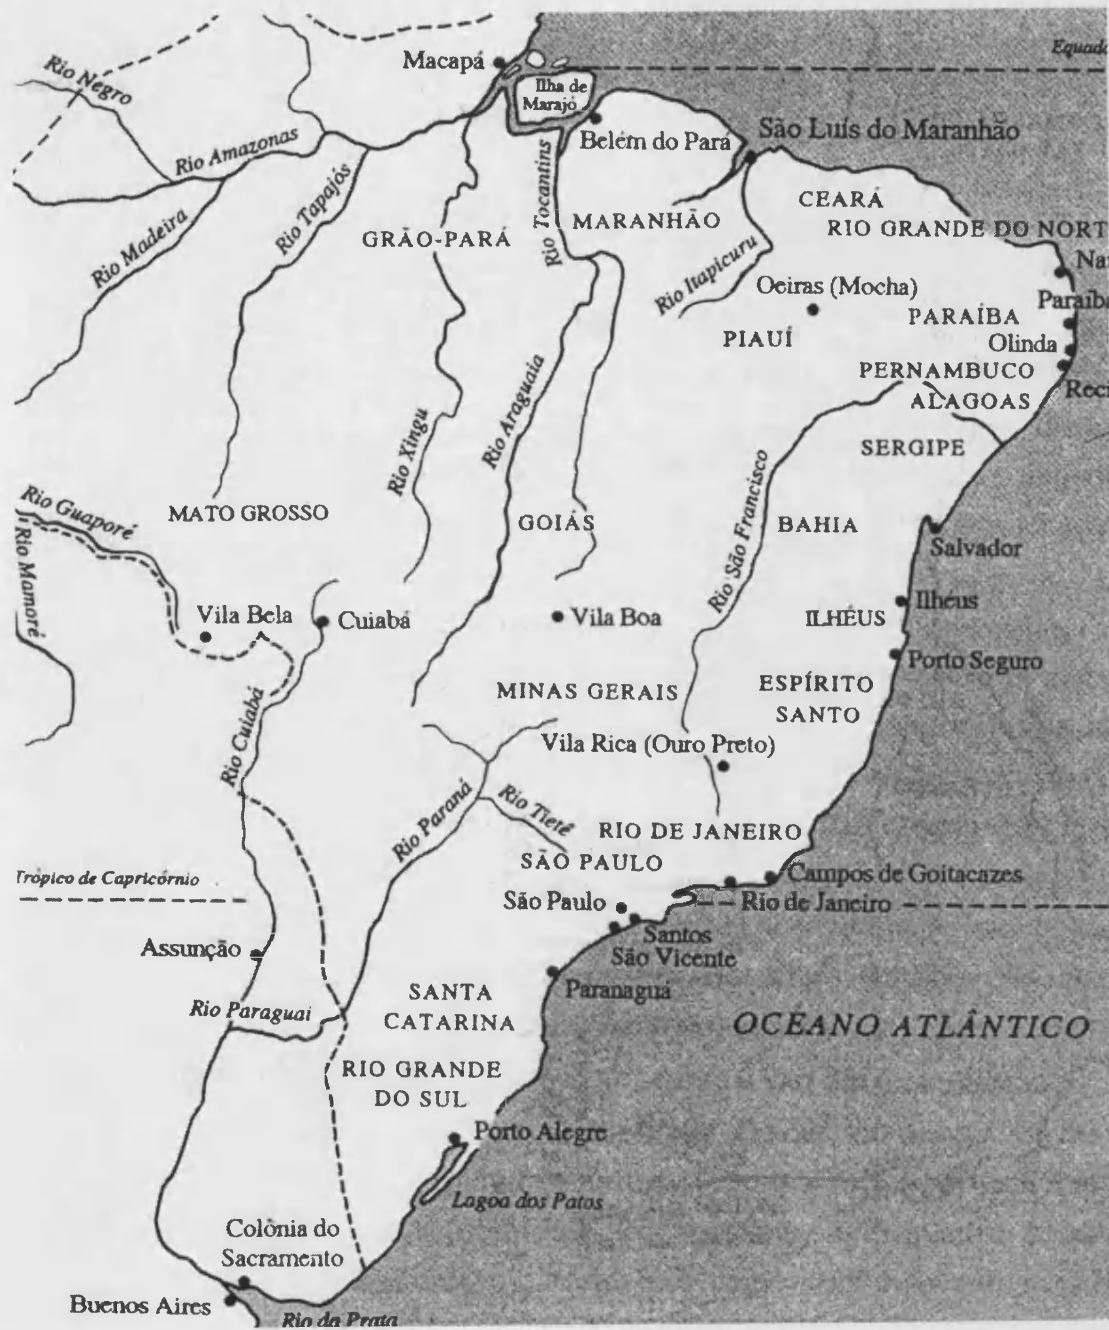 Equado
Macapá
Ilha de
Marajó
Rio Negro
Belém do Pará
São Luís do Maranhão
Rio Amazonas
Rio Tapajós
Rio Tocantins
CEARÁ
MARANHÃO
RIO GRANDE DO NORT
Rio Madeira
GRÃO-PARÁ
Rio Itapicuru
Oeiras (Mocha)
Paraíba
PARAÍBA
PIAUÍ
Olinda
PERNAMBUCO
ALAGOAS
Rio Araguaia
Rio Xingu
SERGIPE
Rio São Francisco
Rio Guaporé
MATO GROSSO
GOIÁS
BAHIA
Salvador
Rio Mamoré
Vila Bela
Cuiabá
Vila Boa
Ilhéus
ILHÉUS
Porto Seguro
MINAS GERAIS
ESPÍRITO
SANTO
Rio Cuiabá
Vila Rica (Ouro Preto)
Rio Paraná
Rio Tietê
RIO DE JANEIRO
SÃO PAULO
Trópico de Capricórnio
Campos de Goitacazes
São Paulo
Rio de Janeiro
Santos
São Vicente
Assunção
Paranaguá
Rio Paraguai
SANTA
CATARINA
OCEANO ATLÂNTICO
RIO GRANDE
DO SUL
Porto Alegre
Lagoa dos Patos
Colônia do
Sacramento
Buenos Aires
Rio da Prata